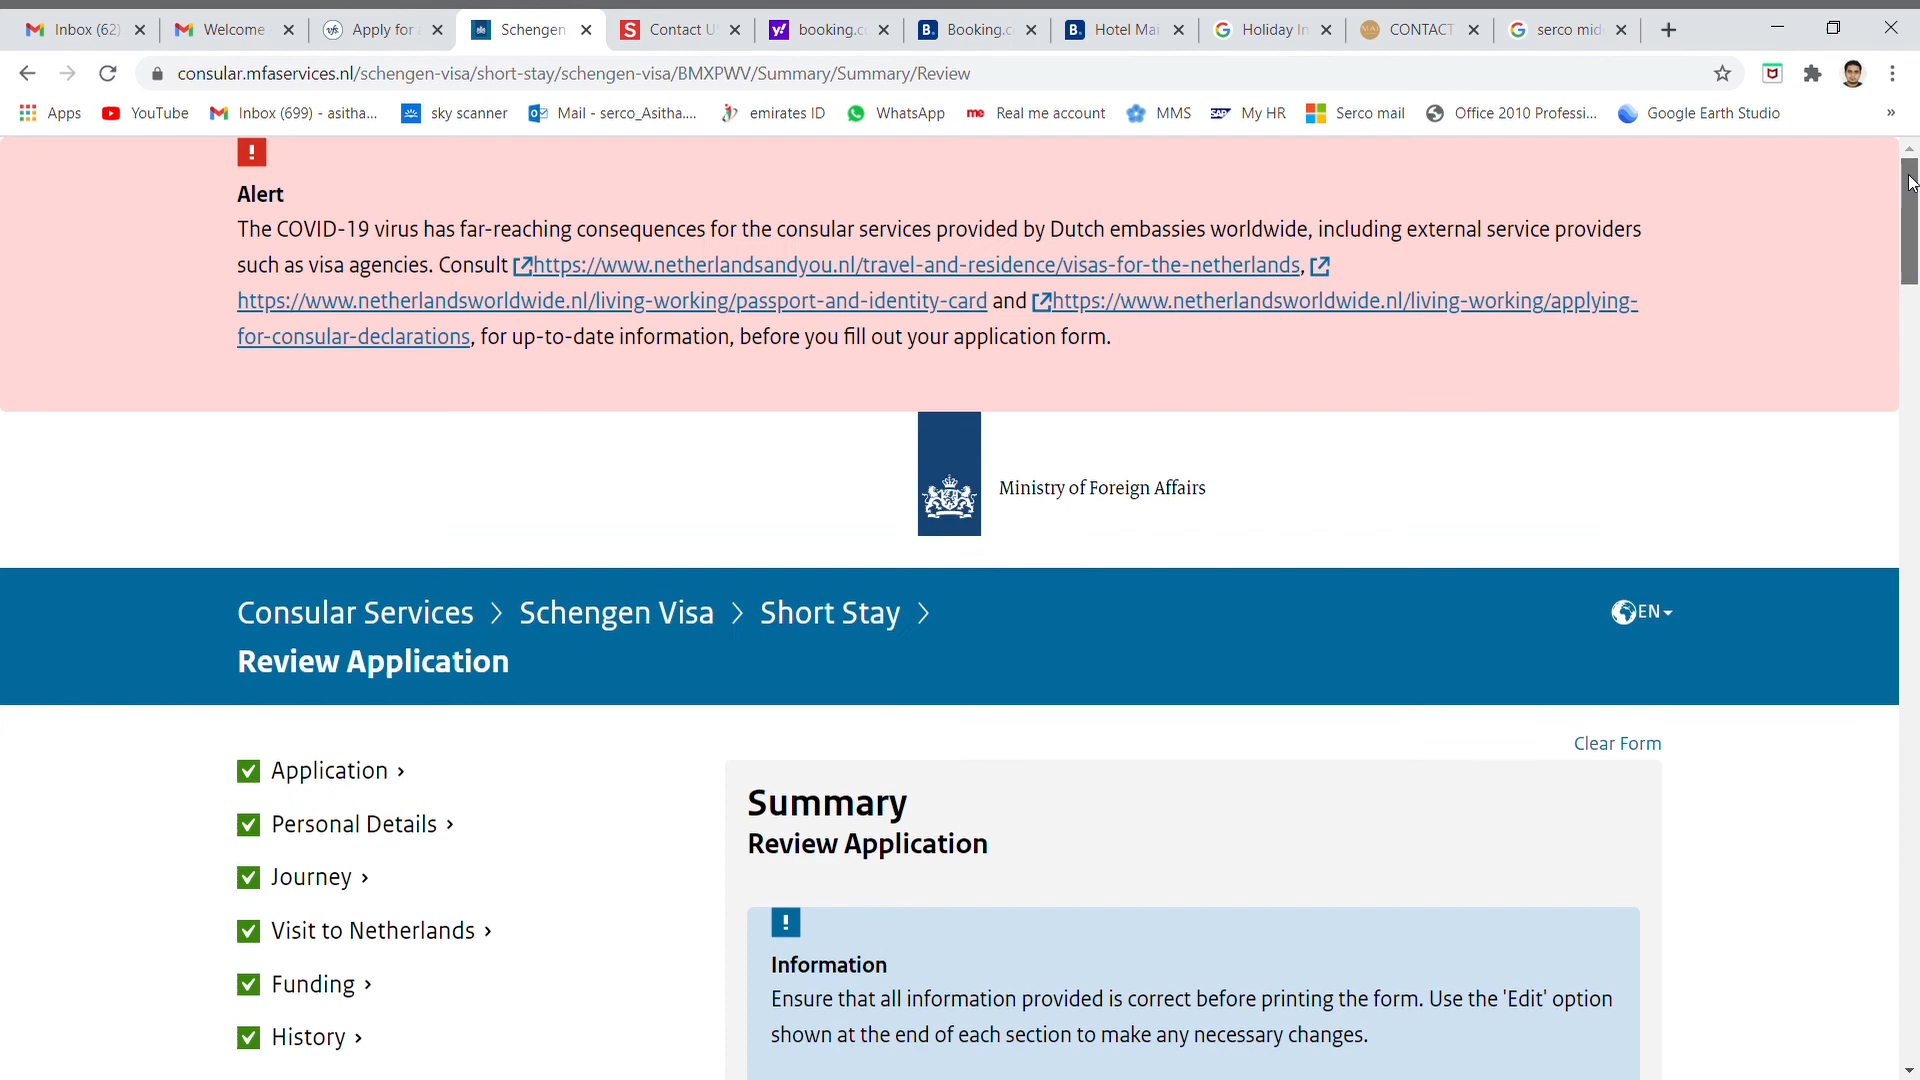 Inbox (62)
Welcome
Apply for
Schengen
Contact U
booking.c
Booking.c
Hotel Mai
Holiday In
CONTACT
serco mid
consular.mfaservices.nl/schengen-visa/short-stay/schengen-visa/BMXPWV/Summary/Summary/Review
Apps
YouTube
Inbox (699) - asitha...
sky scanner
Mail - serco_Asitha....
emirates ID
WhatsApp
Real me account
MMS
My HR
Serco mail
Office 2010 Professi...
Google Earth Studio
»
!
Alert
The COVID-19 virus has far-reaching consequences for the consular services provided by Dutch embassies worldwide, including external service providers
such as visa agencies. Consult https://www.netherlandsandyou.nl/travel-and-residence/visas-for-the-netherlands,
https://www.netherlandsworldwide.nl/living-working/passport-and-identity-card and https://www.netherlandsworldwide.nl/living-working/applying-
for-consular-declarations, for up-to-date information, before you fill out your application form.
Ministry of Foreign Affairs
Consular Services > Schengen Visa > Short Stay >
EN
Review Application
Clear Form
Application ›
Personal Details ›
Journey ›
Visit to Netherlands ›
Funding ›
History ›
Summary
Review Application
!
Information
Ensure that all information provided is correct before printing the form. Use the 'Edit' option
shown at the end of each section to make any necessary changes.